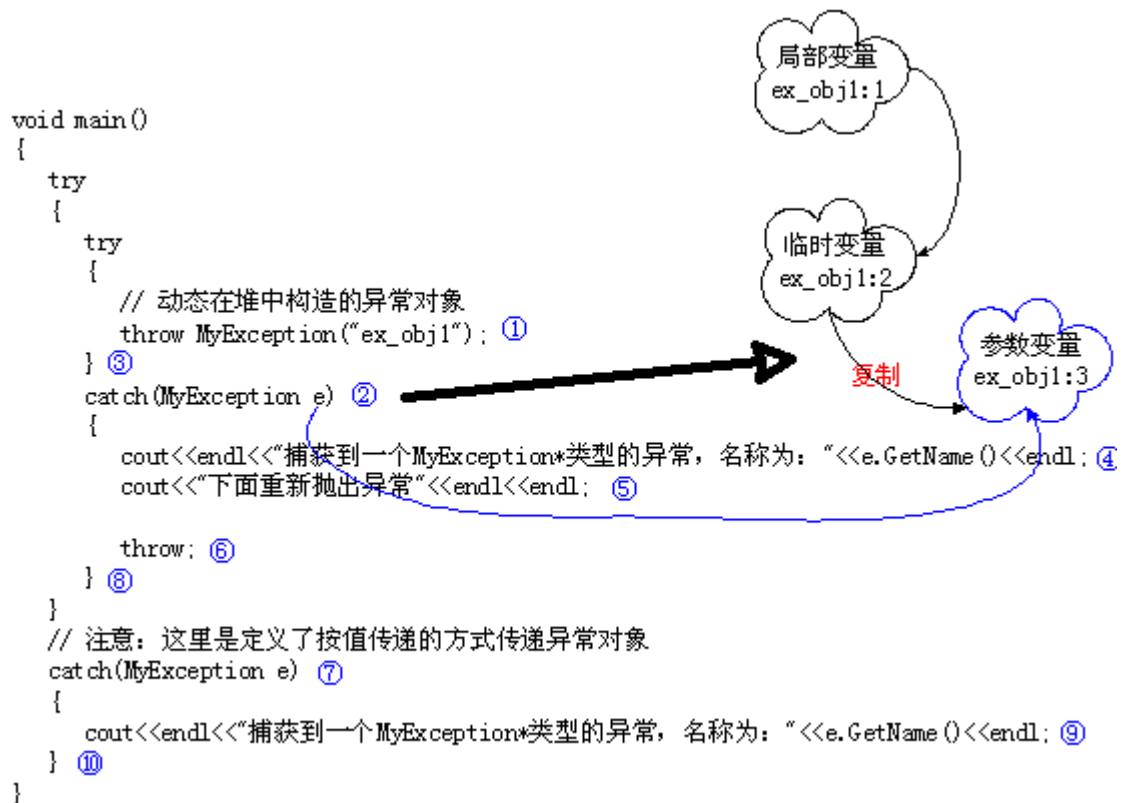 局部变量
ex_obj1:1
void main()
{
try
{
临时变量
ex_obj1:2
try
{
// 动态在堆中构造的异常对象
throw MyException("ex_obj1"); ①
参数变量
ex_obj1:3
} ③
复制
catch(MyException e) ②
{
cout<<endl<<"捕获到一个MyException*类型的异常，名称为："<<e.GetName()<<endl; ④
cout<<"下面重新抛出异常"<<endl<<endl; ⑤
throw; ⑥
} ⑧
}
// 注意：这里是定义了按值传递的方式传递异常对象
catch(MyException e) ⑦
{
cout<<endl<<"捕获到一个MyException*类型的异常，名称为："<<e.GetName()<<endl; ⑨
} ⑩
}